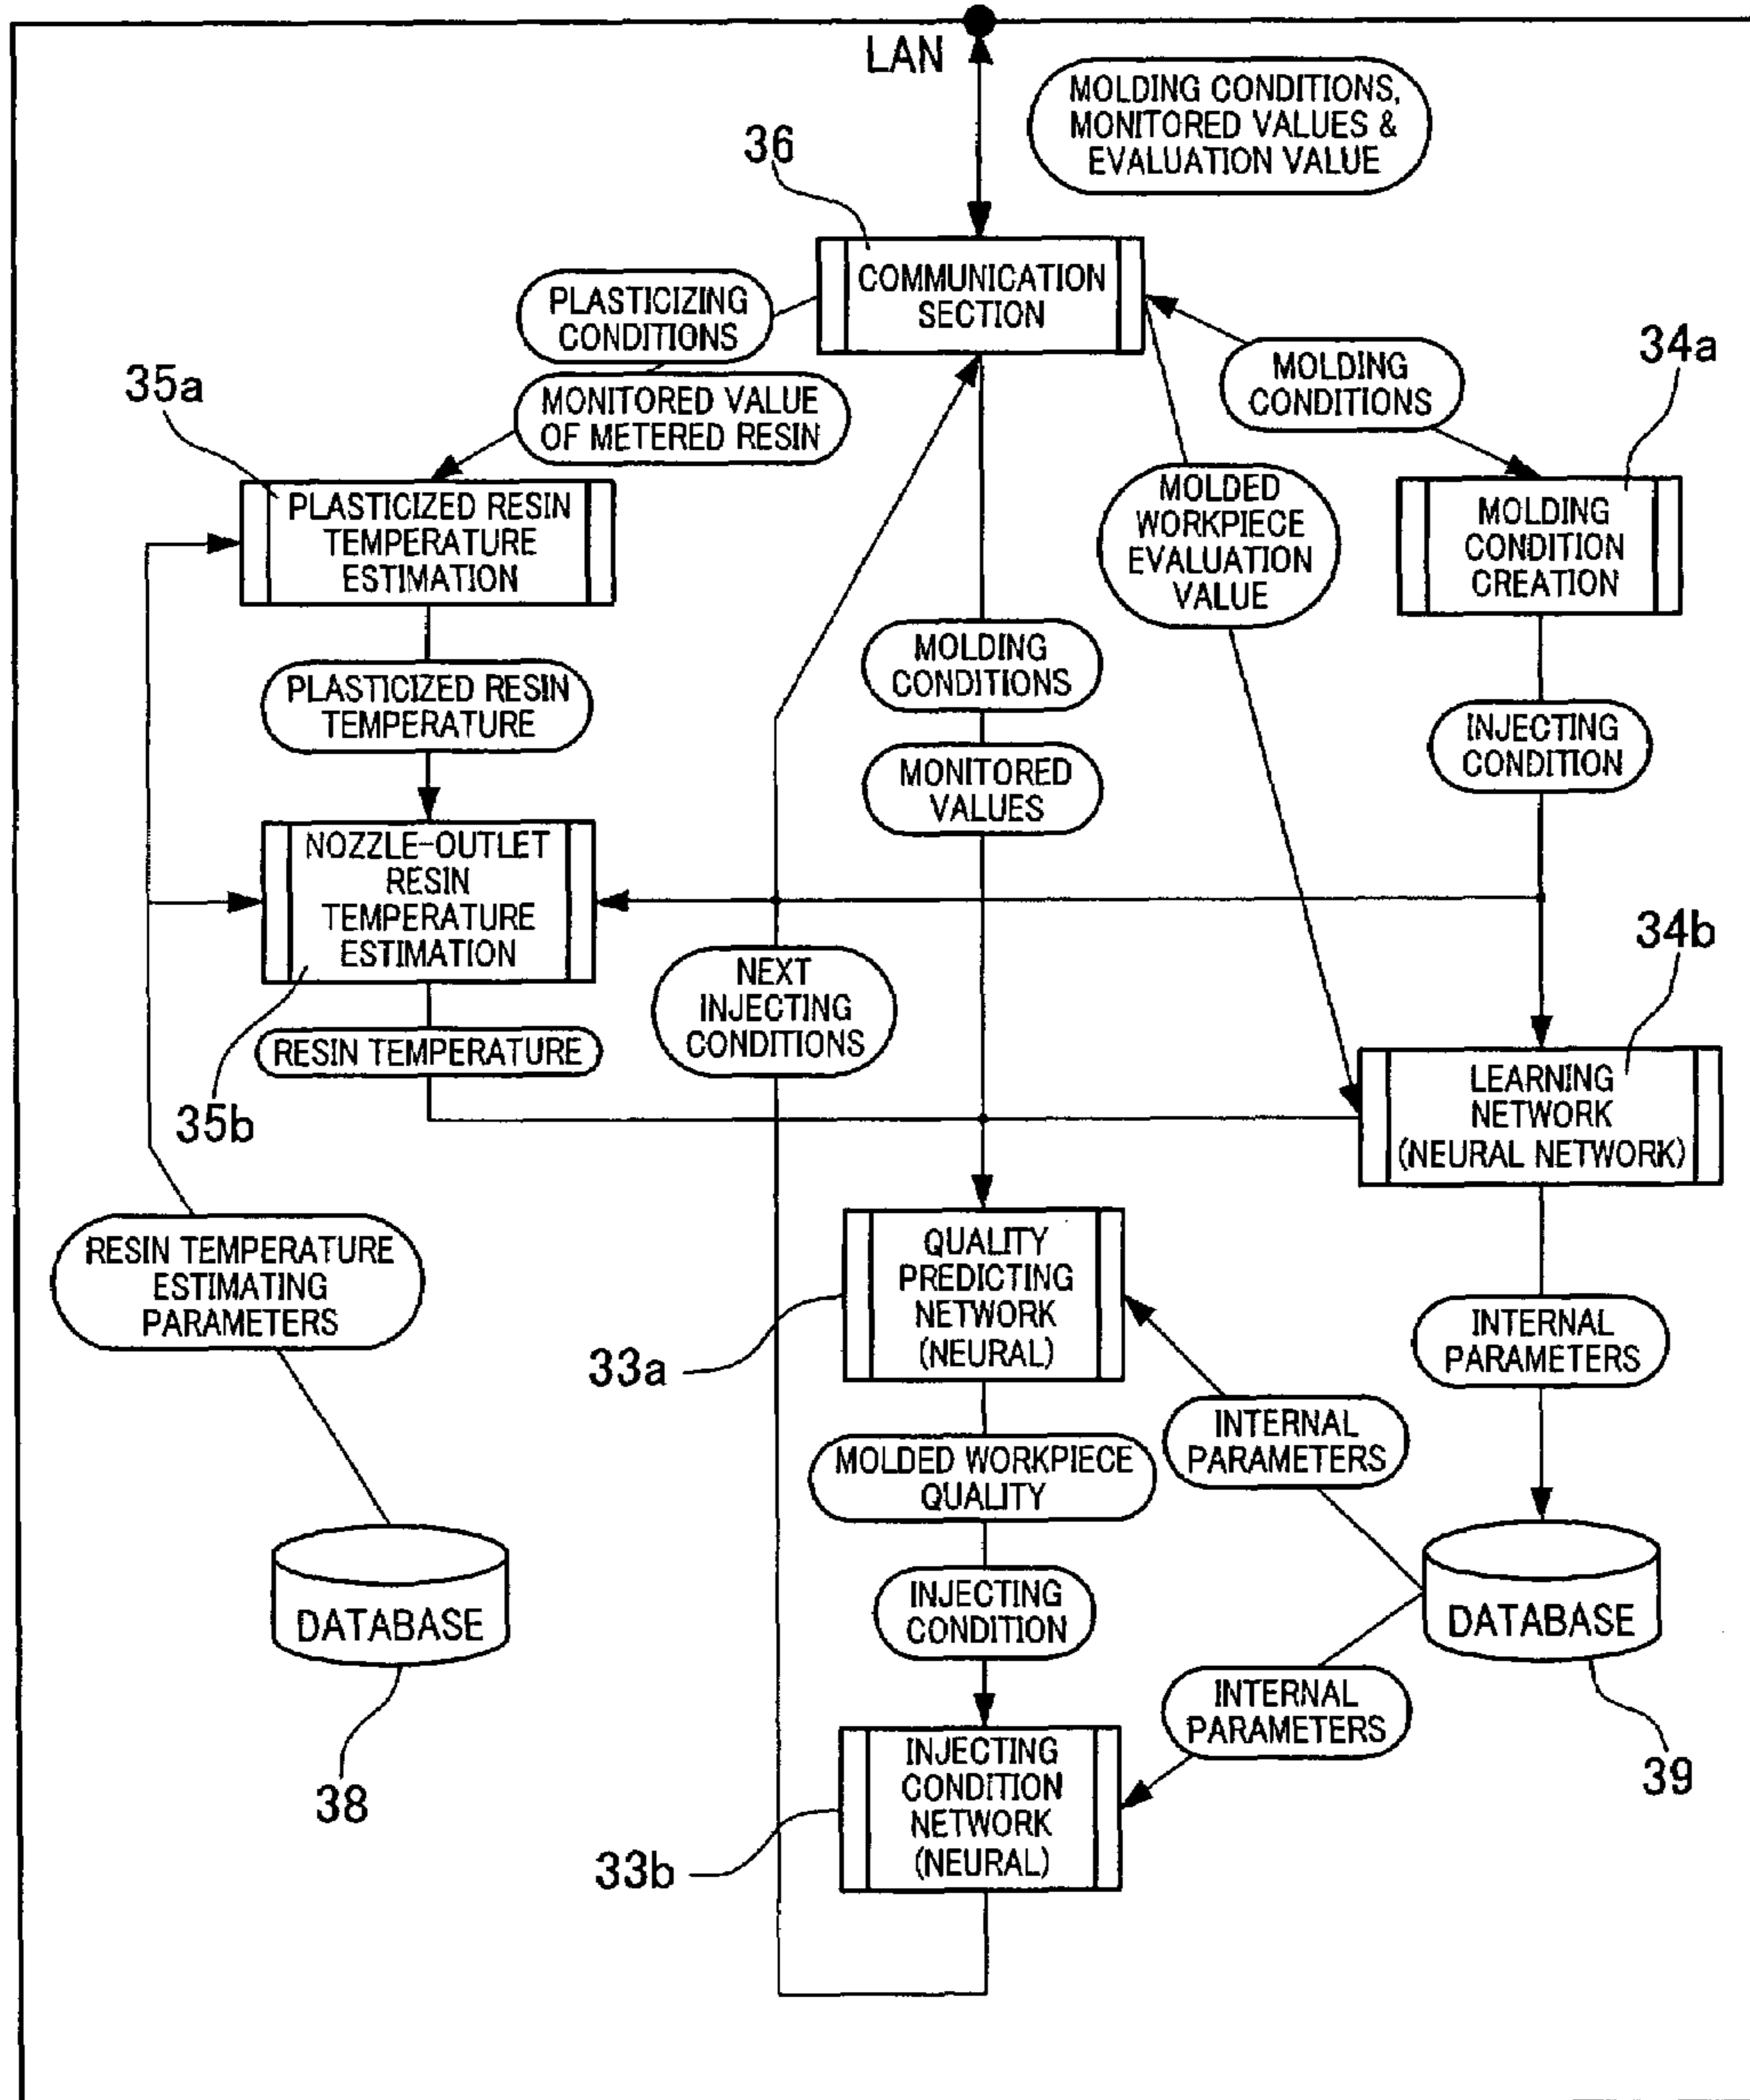 LAN
MOLDING CONDITIONS,
MONITORED VALUES &
EVALUATION VALUE
36
COMMUNICATION
SECTION
PLASTICIZING
CONDITIONS
MONITORED VALUE
OF METERED RESIN
MOLDING
CONDITIONS
34a
35a
PLASTICIZED RESIN
TEMPERATURE
ESTIMATION
MOLDED
WORKPIECE
EVALUATION
VALUE
MOLDING
CONDITION
CREATION
PLASTICIZED RESIN
TEMPERATURE
MOLDING
CONDITIONS
INJECTING
CONDITION
MONITORED
VALUES
NOZZLE-OUTLET
RESIN
TEMPERATURE
ESTIMATION
34b
NEXT
INJECTING
CONDITIONS
RESIN TEMPERATURE
35b
LEARNING
NETWORK
(NEURAL NETWORK)
RESIN TEMPERATURE
ESTIMATING
PARAMETERS
QUALITY
PREDICTING
NETWORK
(NEURAL)
33a
INTERNAL
PARAMETERS
INTERNAL
PARAMETERS
MOLDED WORKPIECE
QUALITY
INJECTING
CONDITION
DATABASE
38
DATABASE
39
INTERNAL
PARAMETERS
INJECTING
CONDITION
NETWORK
(NEURAL)
33b